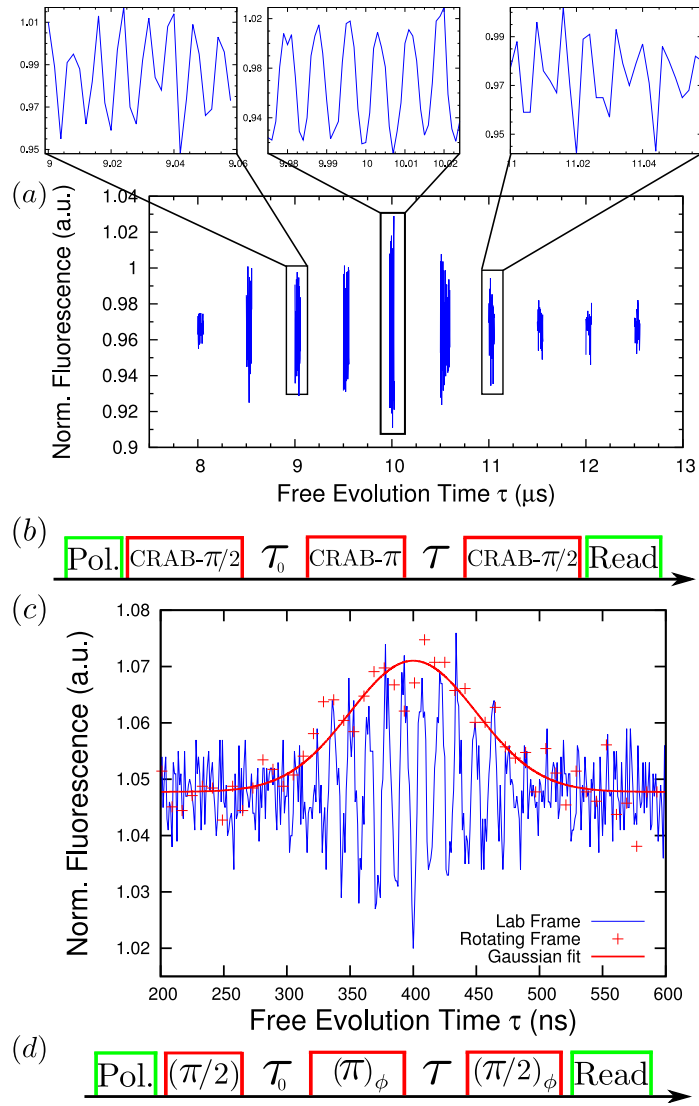 1.01
0.99
0.97
0.95
9
9.02
9.04
9.06
1.02
0.98
0.94
9.98
9.99
10
10.01
10.02
1.01
0.99
0.97
0.95
11
11.02
11.04
(a)
Norm. Fluorescence (a.u.)
1.04
1.02
1
0.98
0.96
0.94
0.92
0.9
8 9 10 11 12 13
Free Evolution Time τ (μs)
(b)
Pol. CRAB-π/2 τ₀ CRAB-π τ CRAB-π/2 Read
(c)
Norm. Fluorescence (a.u.)
1.08
1.07
1.06
1.05
1.04
1.03
1.02
Lab Frame
Rotating Frame
Gaussian fit
200 250 300 350 400 450 500 550 600
Free Evolution Time τ (ns)
(d)
Pol. (π/2) τ₀ (π)_ϕ τ (π/2)_ϕ Read